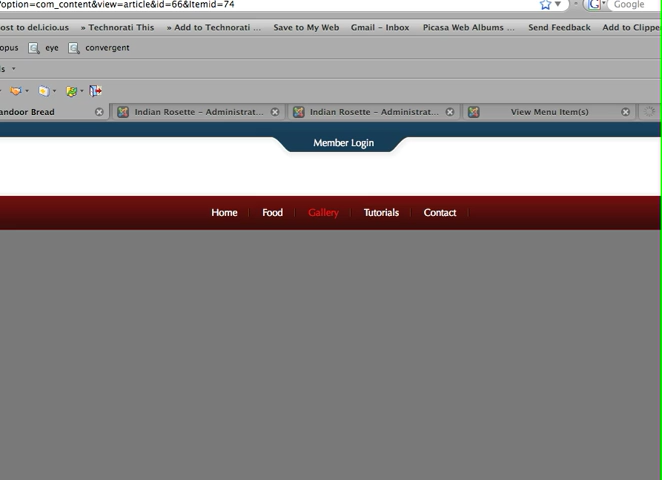 ?option=com_content&view=article&id=66&Itemid=74
Google
ost to del.icio.us » Technorati This » Add to Technorati ... Save to My Web Gmail – Inbox Picasa Web Albums ... Send Feedback Add to Clipper
opus eye convergent
ls
andoor Bread Indian Rosette – Administrat... Indian Rosette – Administrat... View Menu Item(s)
Member Login
Home Food Gallery Tutorials Contact